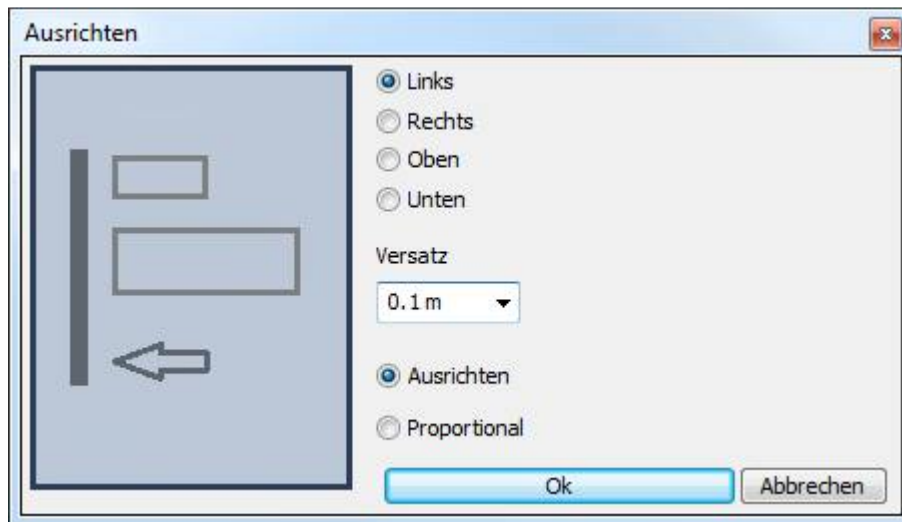 Ausrichten
Links
Rechts
Oben
Unten
Versatz
0.1 m
Ausrichten
Proportional
Ok
Abbrechen